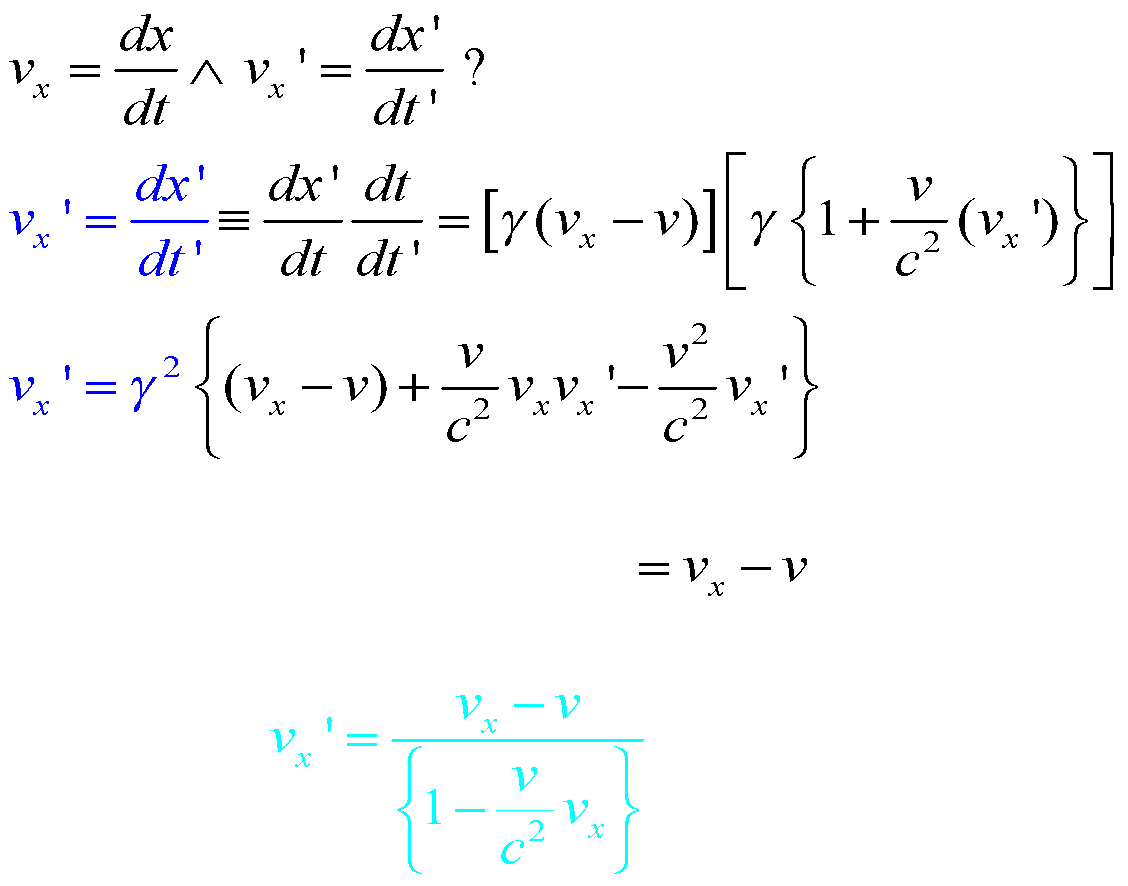 v_x = dx/dt ∧ v_x' = dx'/dt' ?
v_x' = dx'/dt' ≡ dx'/dt dt/dt' = [γ(v_x − v)][γ{1 + v/c²(v_x')}]
v_x' = γ²{(v_x − v) + v/c² v_x v_x' − v²/c² v_x'}
= v_x − v
v_x' = (v_x − v)/{1 − v/c² v_x}